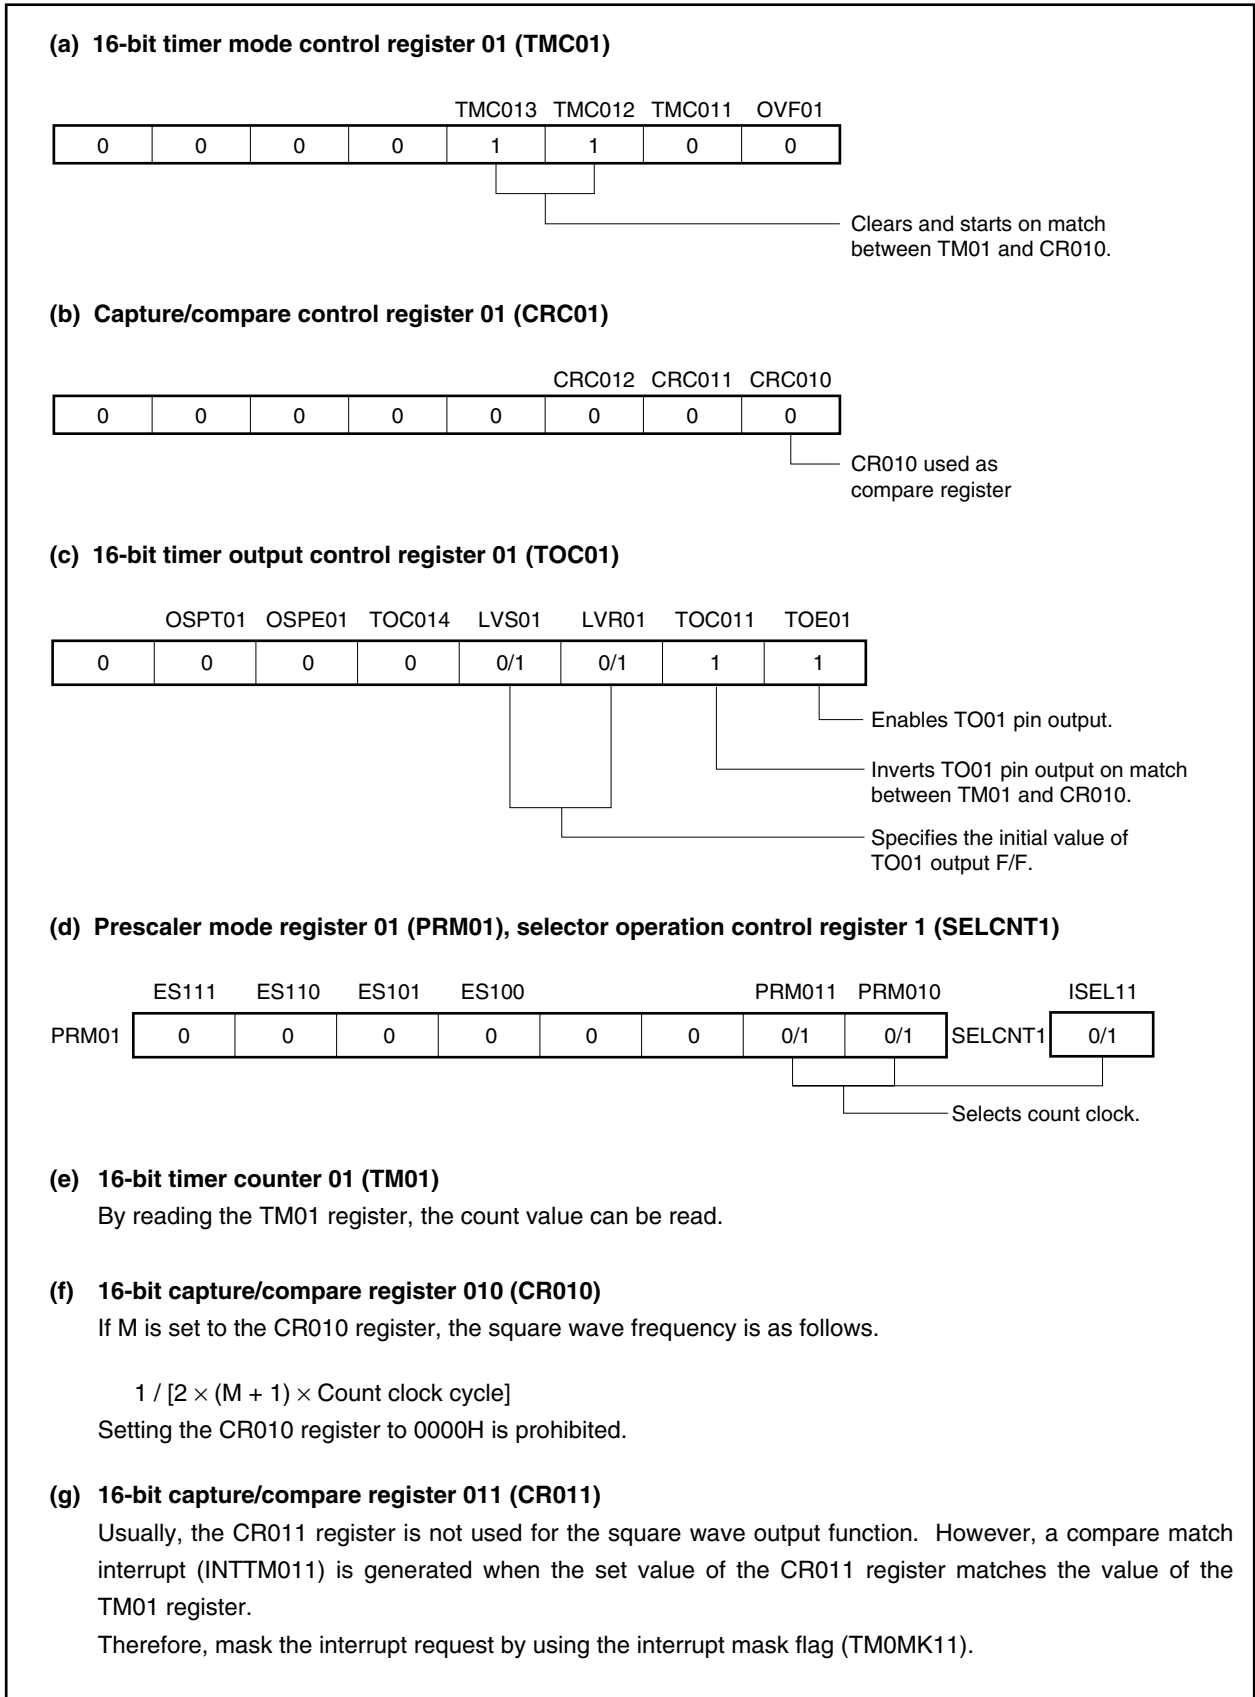 (a) 16-bit timer mode control register 01 (TMC01)
TMC013 TMC012 TMC011 OVF01
0 0 0 0 1 1 0 0
Clears and starts on match
between TM01 and CR010.
(b) Capture/compare control register 01 (CRC01)
CRC012 CRC011 CRC010
0 0 0 0 0 0 0 0
CR010 used as
compare register
(c) 16-bit timer output control register 01 (TOC01)
OSPT01 OSPE01 TOC014 LVS01 LVR01 TOC011 TOE01
0 0 0 0 0/1 0/1 1 1
Enables TO01 pin output.
Inverts TO01 pin output on match
between TM01 and CR010.
Specifies the initial value of
TO01 output F/F.
(d) Prescaler mode register 01 (PRM01), selector operation control register 1 (SELCNT1)
ES111 ES110 ES101 ES100 PRM011 PRM010 ISEL11
PRM01 0 0 0 0 0 0 0/1 0/1 SELCNT1 0/1
Selects count clock.
(e) 16-bit timer counter 01 (TM01)
By reading the TM01 register, the count value can be read.
(f) 16-bit capture/compare register 010 (CR010)
If M is set to the CR010 register, the square wave frequency is as follows.
1 / [2 × (M + 1) × Count clock cycle]
Setting the CR010 register to 0000H is prohibited.
(g) 16-bit capture/compare register 011 (CR011)
Usually, the CR011 register is not used for the square wave output function. However, a compare match
interrupt (INTTM011) is generated when the set value of the CR011 register matches the value of the
TM01 register.
Therefore, mask the interrupt request by using the interrupt mask flag (TM0MK11).